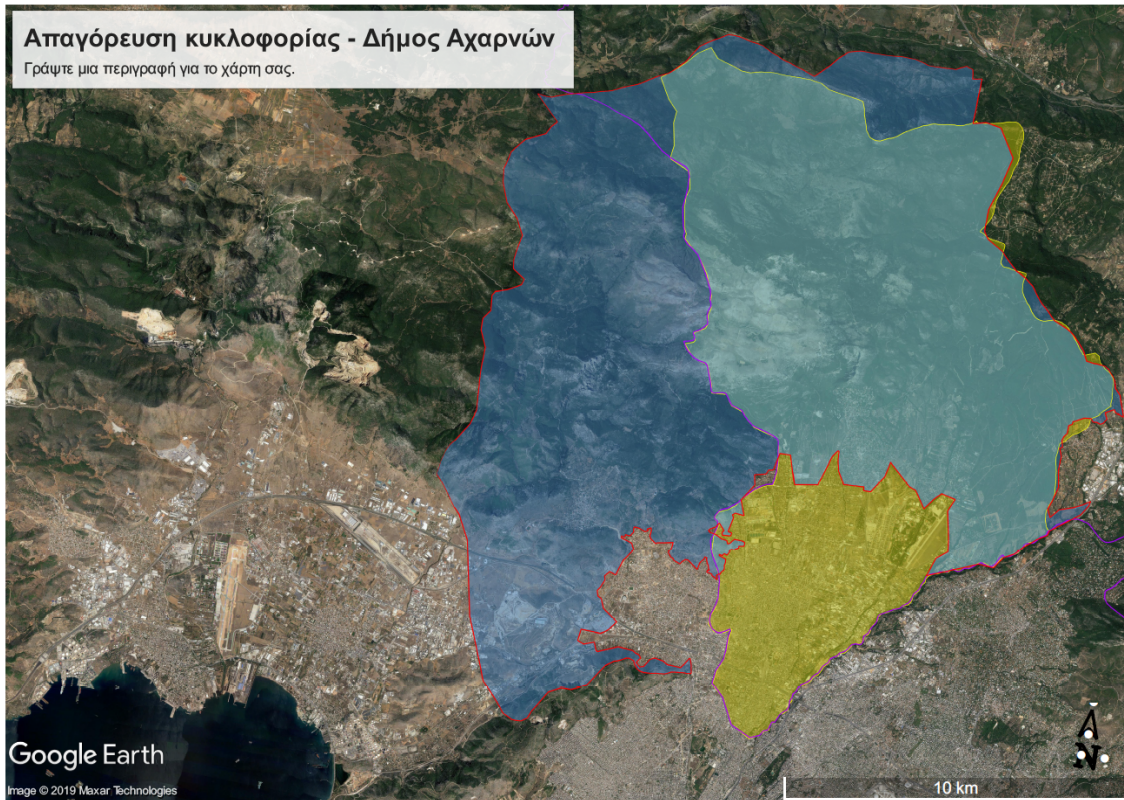 Απαγόρευση κυκλοφορίας - Δήμος Αχαρνών
Γράψτε μια περιγραφή για το χάρτη σας.
Google Earth
Image © 2019 Maxar Technologies
10 km
N